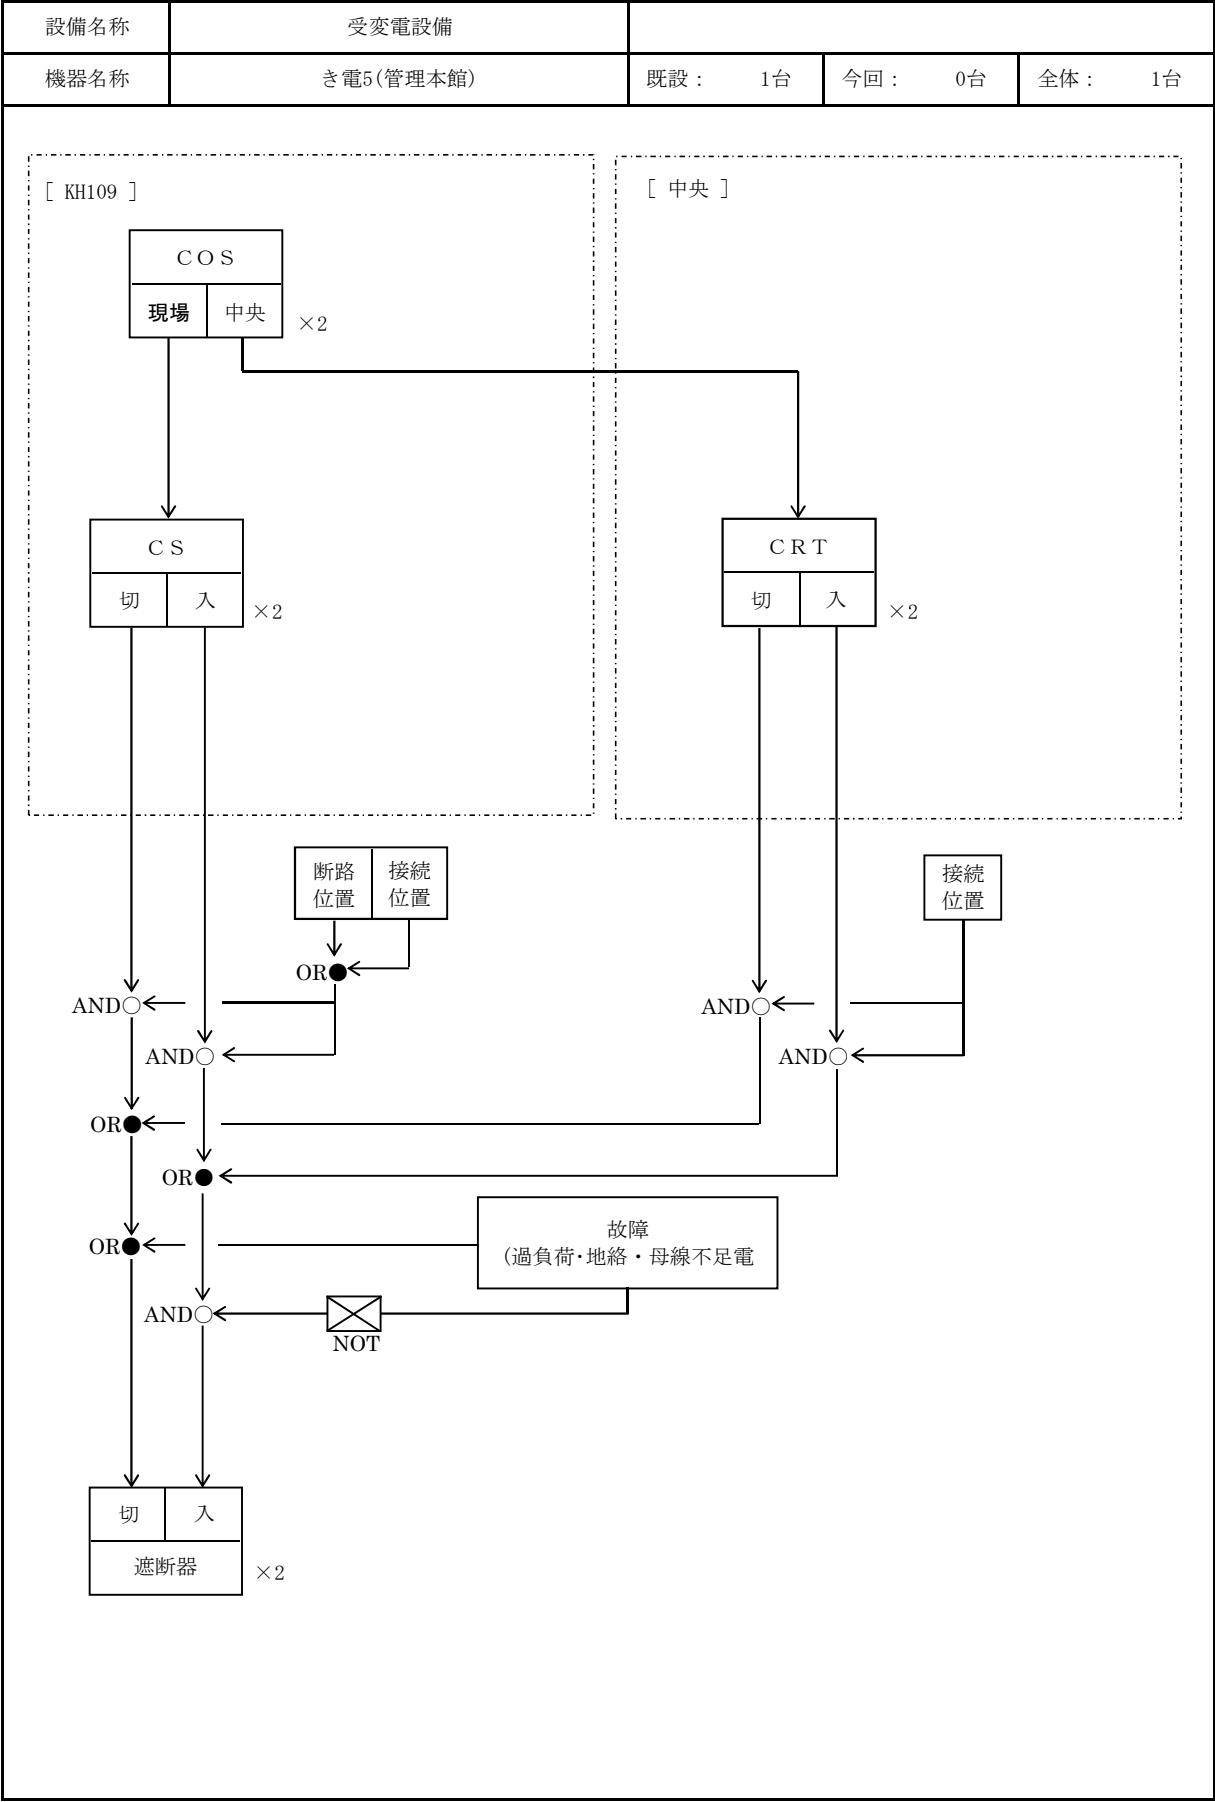 設備名称 受変電設備
機器名称 き電5(管理本館) 既設: 1台 今回: 0台 全体: 1台
[ KH109 ] [ 中央 ]
COS
現場 中央 ×2
CS
切 入 ×2
CRT
切 入 ×2
断路 接続
位置 位置
接続
位置
OR
AND AND
AND AND
OR
OR
故障
OR (過負荷・地絡・母線不足電
AND
NOT
切 入
遮断器 ×2